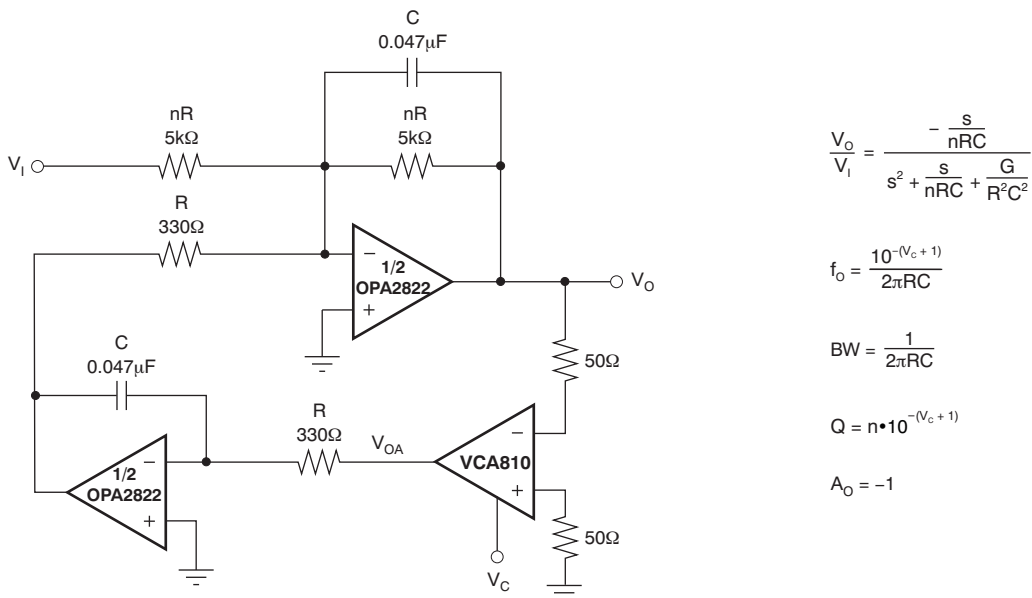 C
0.047μF
nR
5kΩ
nR
5kΩ
V_I
R
330Ω
−
1/2
OPA2822
+
V_O
C
0.047μF
50Ω
R
330Ω
V_OA
−
1/2
OPA2822
+
−
VCA810
+
50Ω
V_C
V_O/V_I = (− s/nRC) / (s² + s/nRC + G/R²C²)
f_O = 10^−(V_C + 1) / 2πRC
BW = 1 / 2πRC
Q = n•10^−(V_C + 1)
A_O = −1